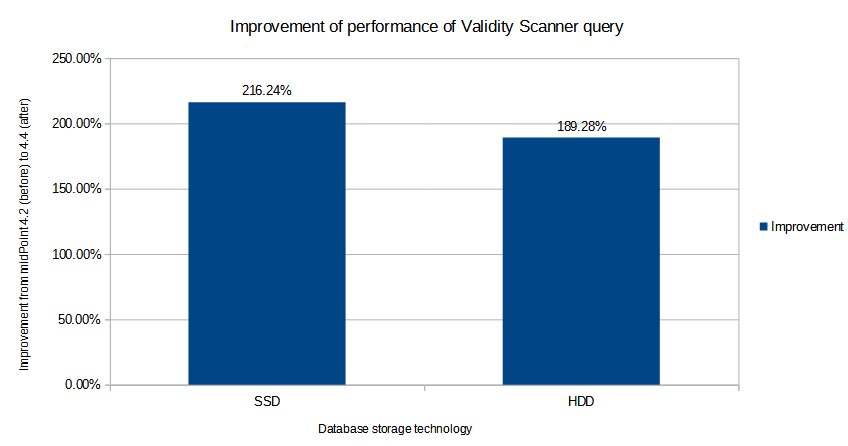 Improvement of performance of Validity Scanner query
Improvement from midPoint 4.2 (before) to 4.4 (after)
250.00%
200.00%
150.00%
100.00%
50.00%
0.00%
216.24%
189.28%
SSD
HDD
Database storage technology
Improvement